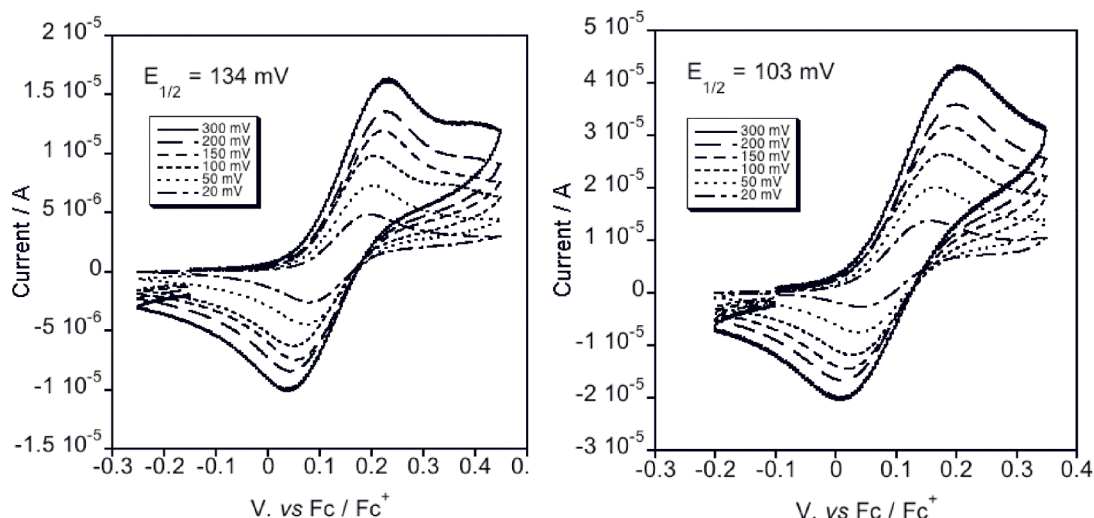 2 10⁻⁵
1.5 10⁻⁵
1 10⁻⁵
5 10⁻⁶
0
-5 10⁻⁶
-1 10⁻⁵
-1.5 10⁻⁵
Current / A
E1/2 = 134 mV
300 mV
200 mV
150 mV
100 mV
50 mV
20 mV
-0.3 -0.2 -0.1 0 0.1 0.2 0.3 0.4 0.
V. vs Fc / Fc⁺
5 10⁻⁵
4 10⁻⁵
3 10⁻⁵
2 10⁻⁵
1 10⁻⁵
0
-1 10⁻⁵
-2 10⁻⁵
-3 10⁻⁵
Current / A
E1/2 = 103 mV
300 mV
200 mV
150 mV
100 mV
50 mV
20 mV
-0.3 -0.2 -0.1 0 0.1 0.2 0.3 0.4
V. vs Fc / Fc⁺